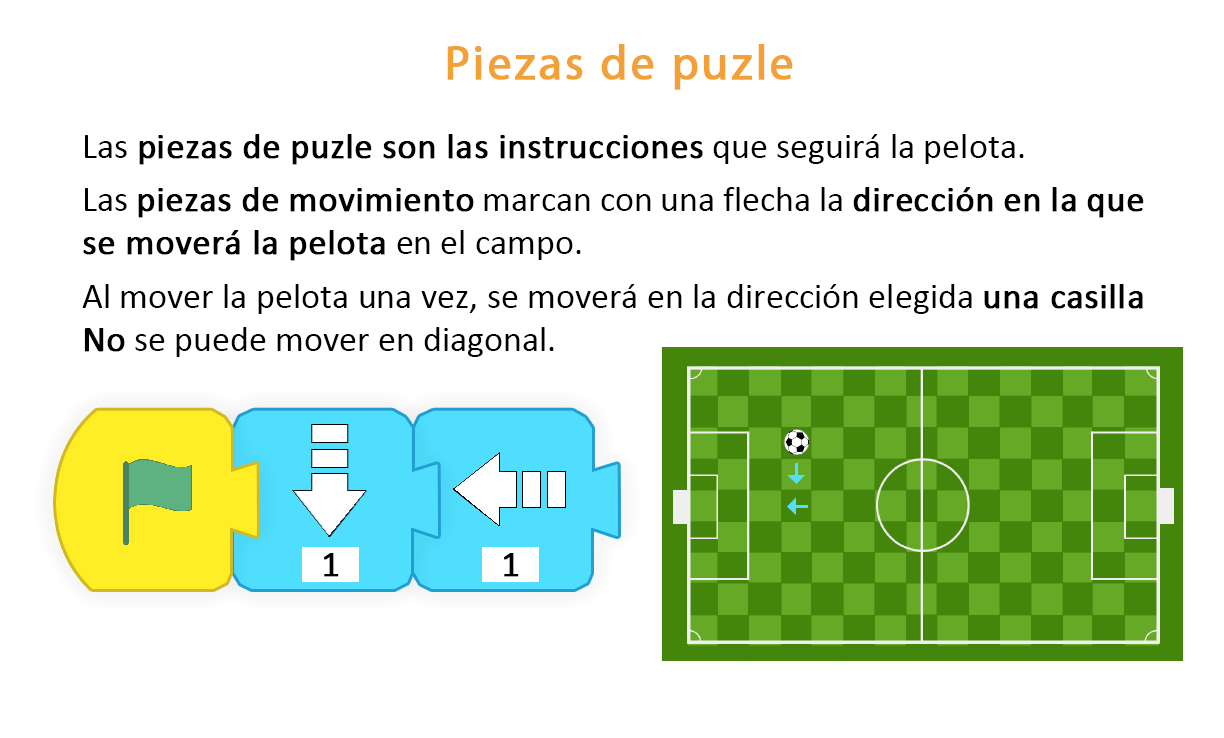 Piezas de puzle
Las piezas de puzle son las instrucciones que seguirá la pelota.
Las piezas de movimiento marcan con una flecha la dirección en la que
se moverá la pelota en el campo.
Al mover la pelota una vez, se moverá en la dirección elegida una casilla
No se puede mover en diagonal.
1
1